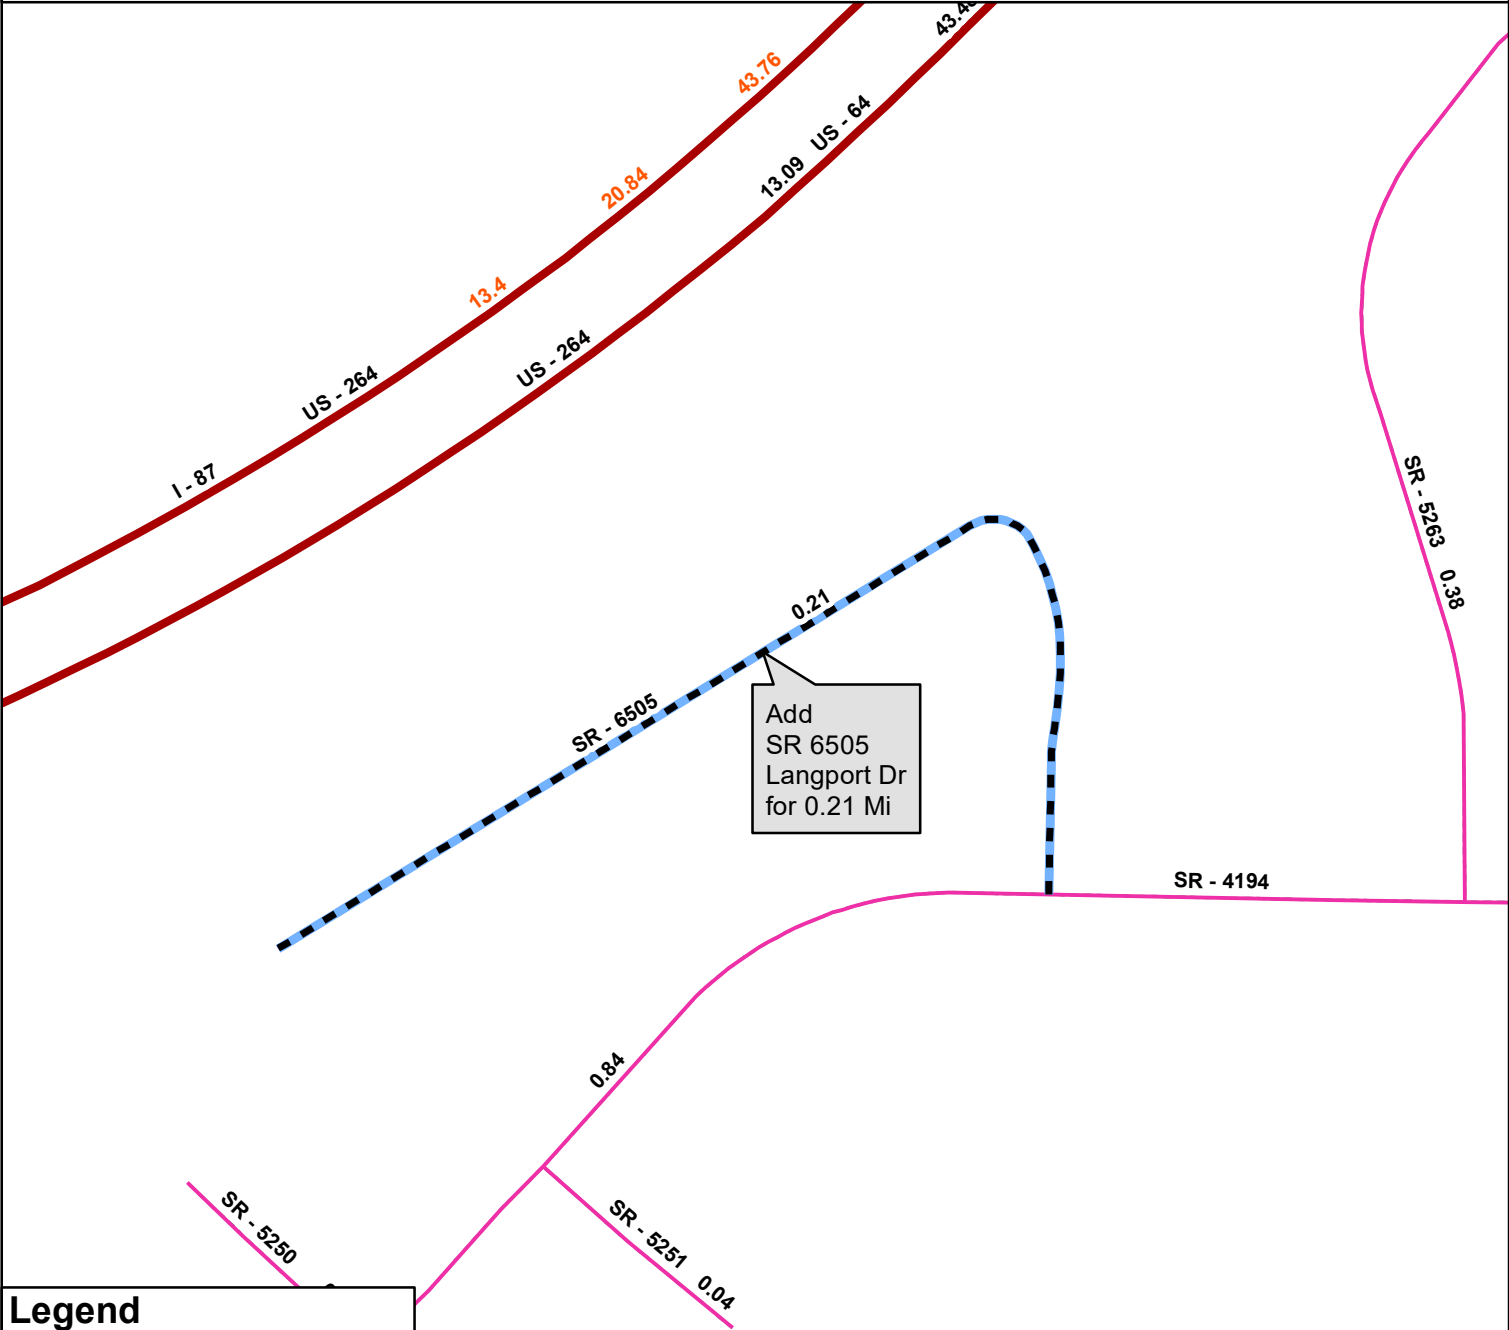 43.76
20.84
13.4
US - 264
I - 87
13.09 US - 64
US - 264
SR - 5263 0.38
0.21
SR - 6505
Add
SR 6505
Langport Dr
for 0.21 Mi
SR - 4194
0.84
SR - 5250
SR - 5251 0.04
Legend